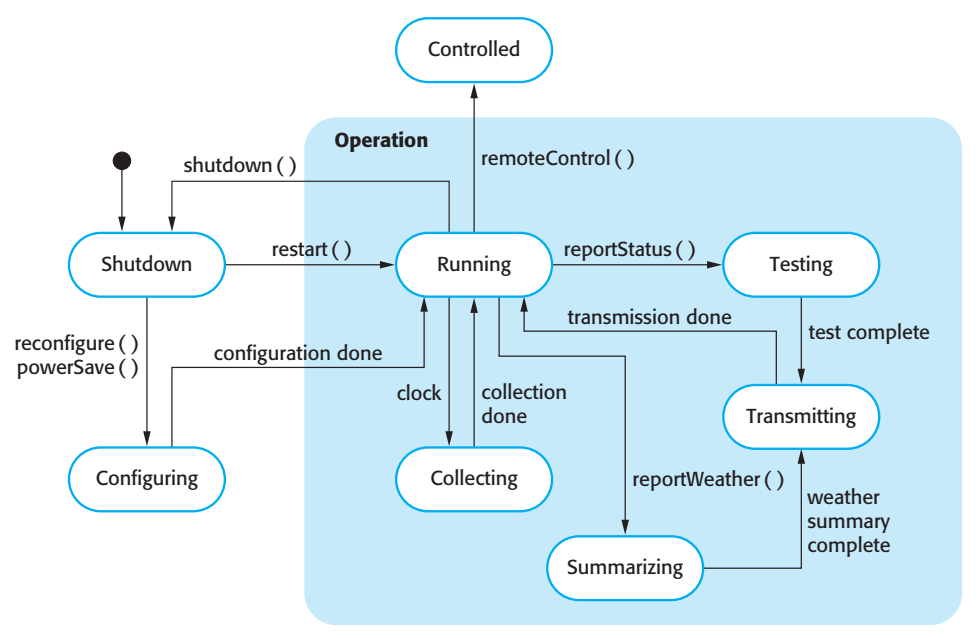 Controlled
Operation
shutdown ( )
remoteControl ( )
Shutdown
restart ( )
Running
reportStatus ( )
Testing
reconfigure ( )
powerSave ( )
configuration done
transmission done
test complete
clock
collection
done
Transmitting
Configuring
Collecting
reportWeather ( )
weather
summary
complete
Summarizing